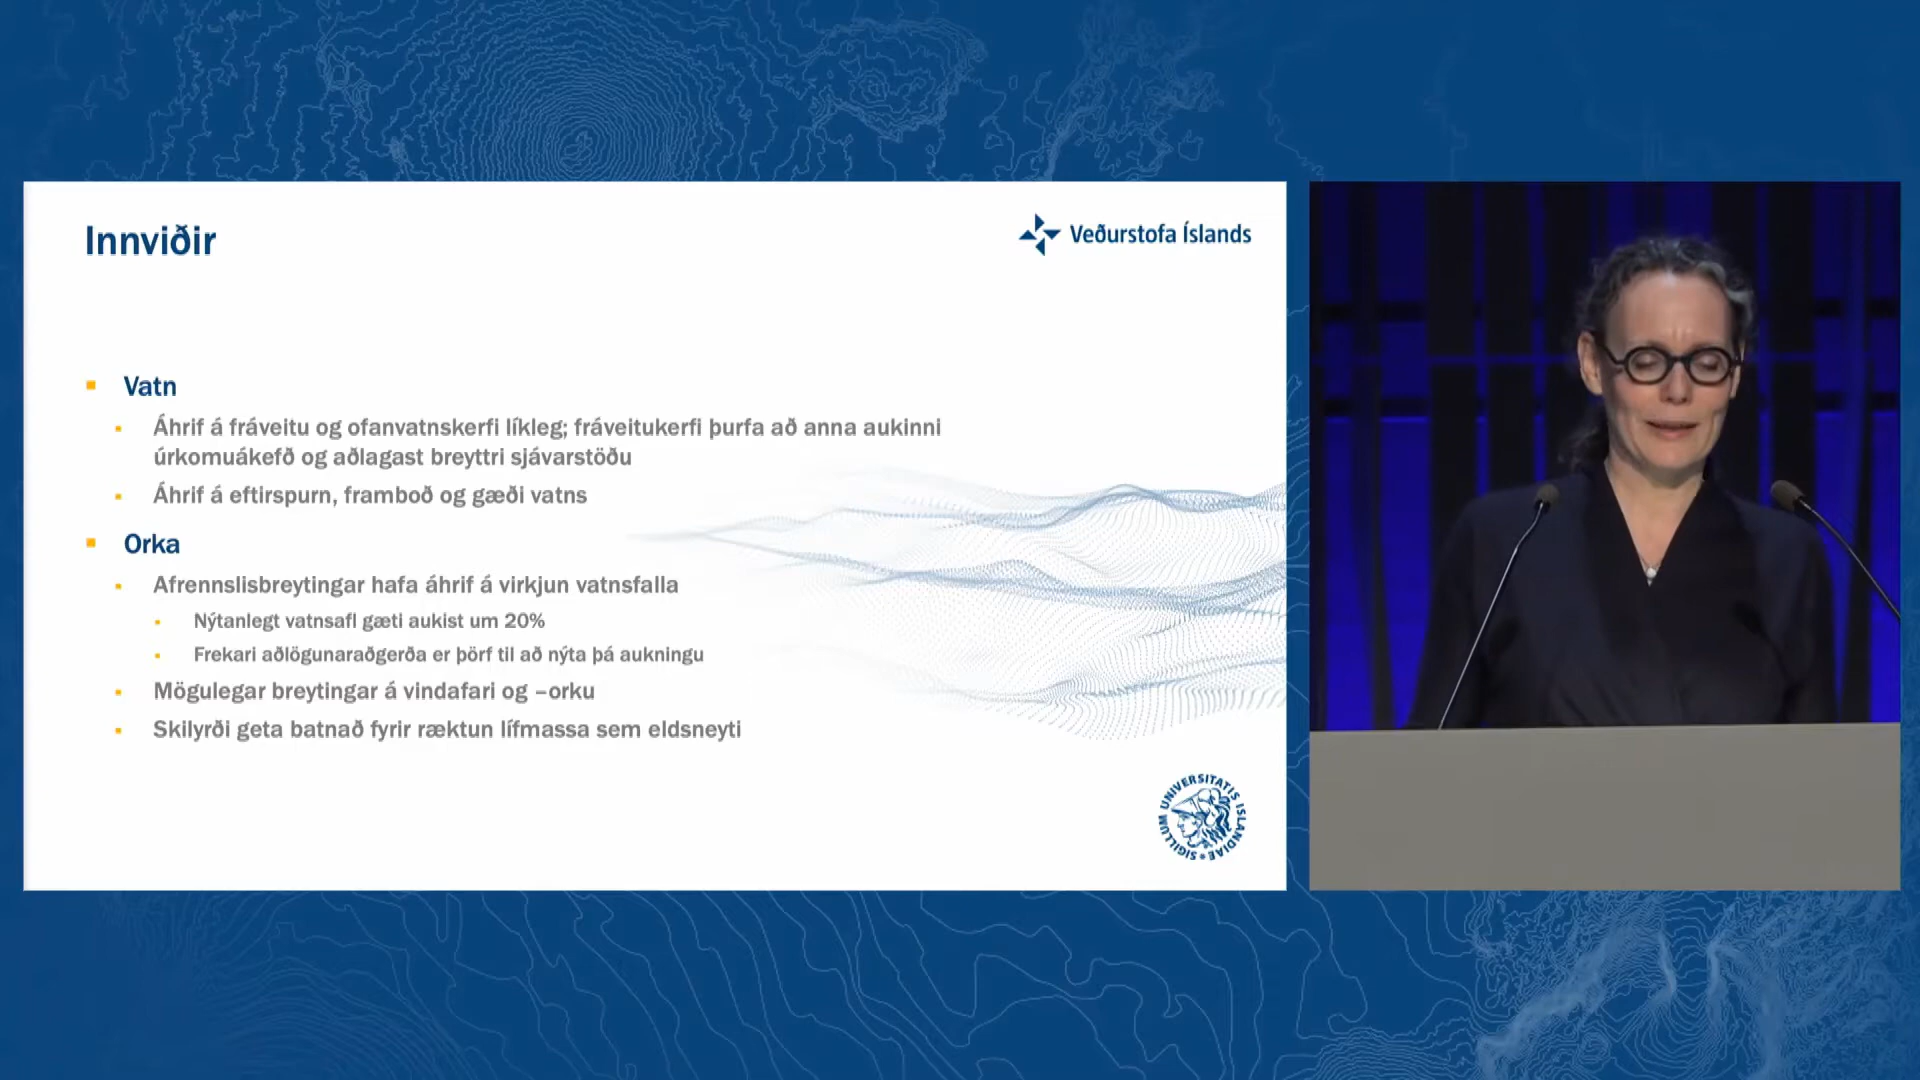 Innviðir
Veðurstofa Íslands
Vatn
Áhrif á fráveitu og ofanvatnskerfi líkleg; fráveitukerfi þurfa að anna aukinni
úrkomuákefð og aðlagast breyttri sjávarstöðu
Áhrif á eftirspurn, framboð og gæði vatns
Orka
Afrennslisbreytingar hafa áhrif á virkjun vatnsfalla
Nýtanlegt vatnsafl gæti aukist um 20%
Frekari aðlögunaraðgerða er þörf til að nýta þá aukningu
Mögulegar breytingar á vindafari og –orku
Skilyrði geta batnað fyrir ræktun lífmassa sem eldsneyti
SIGILLUM UNIVERSITATIS ISLANDIAE